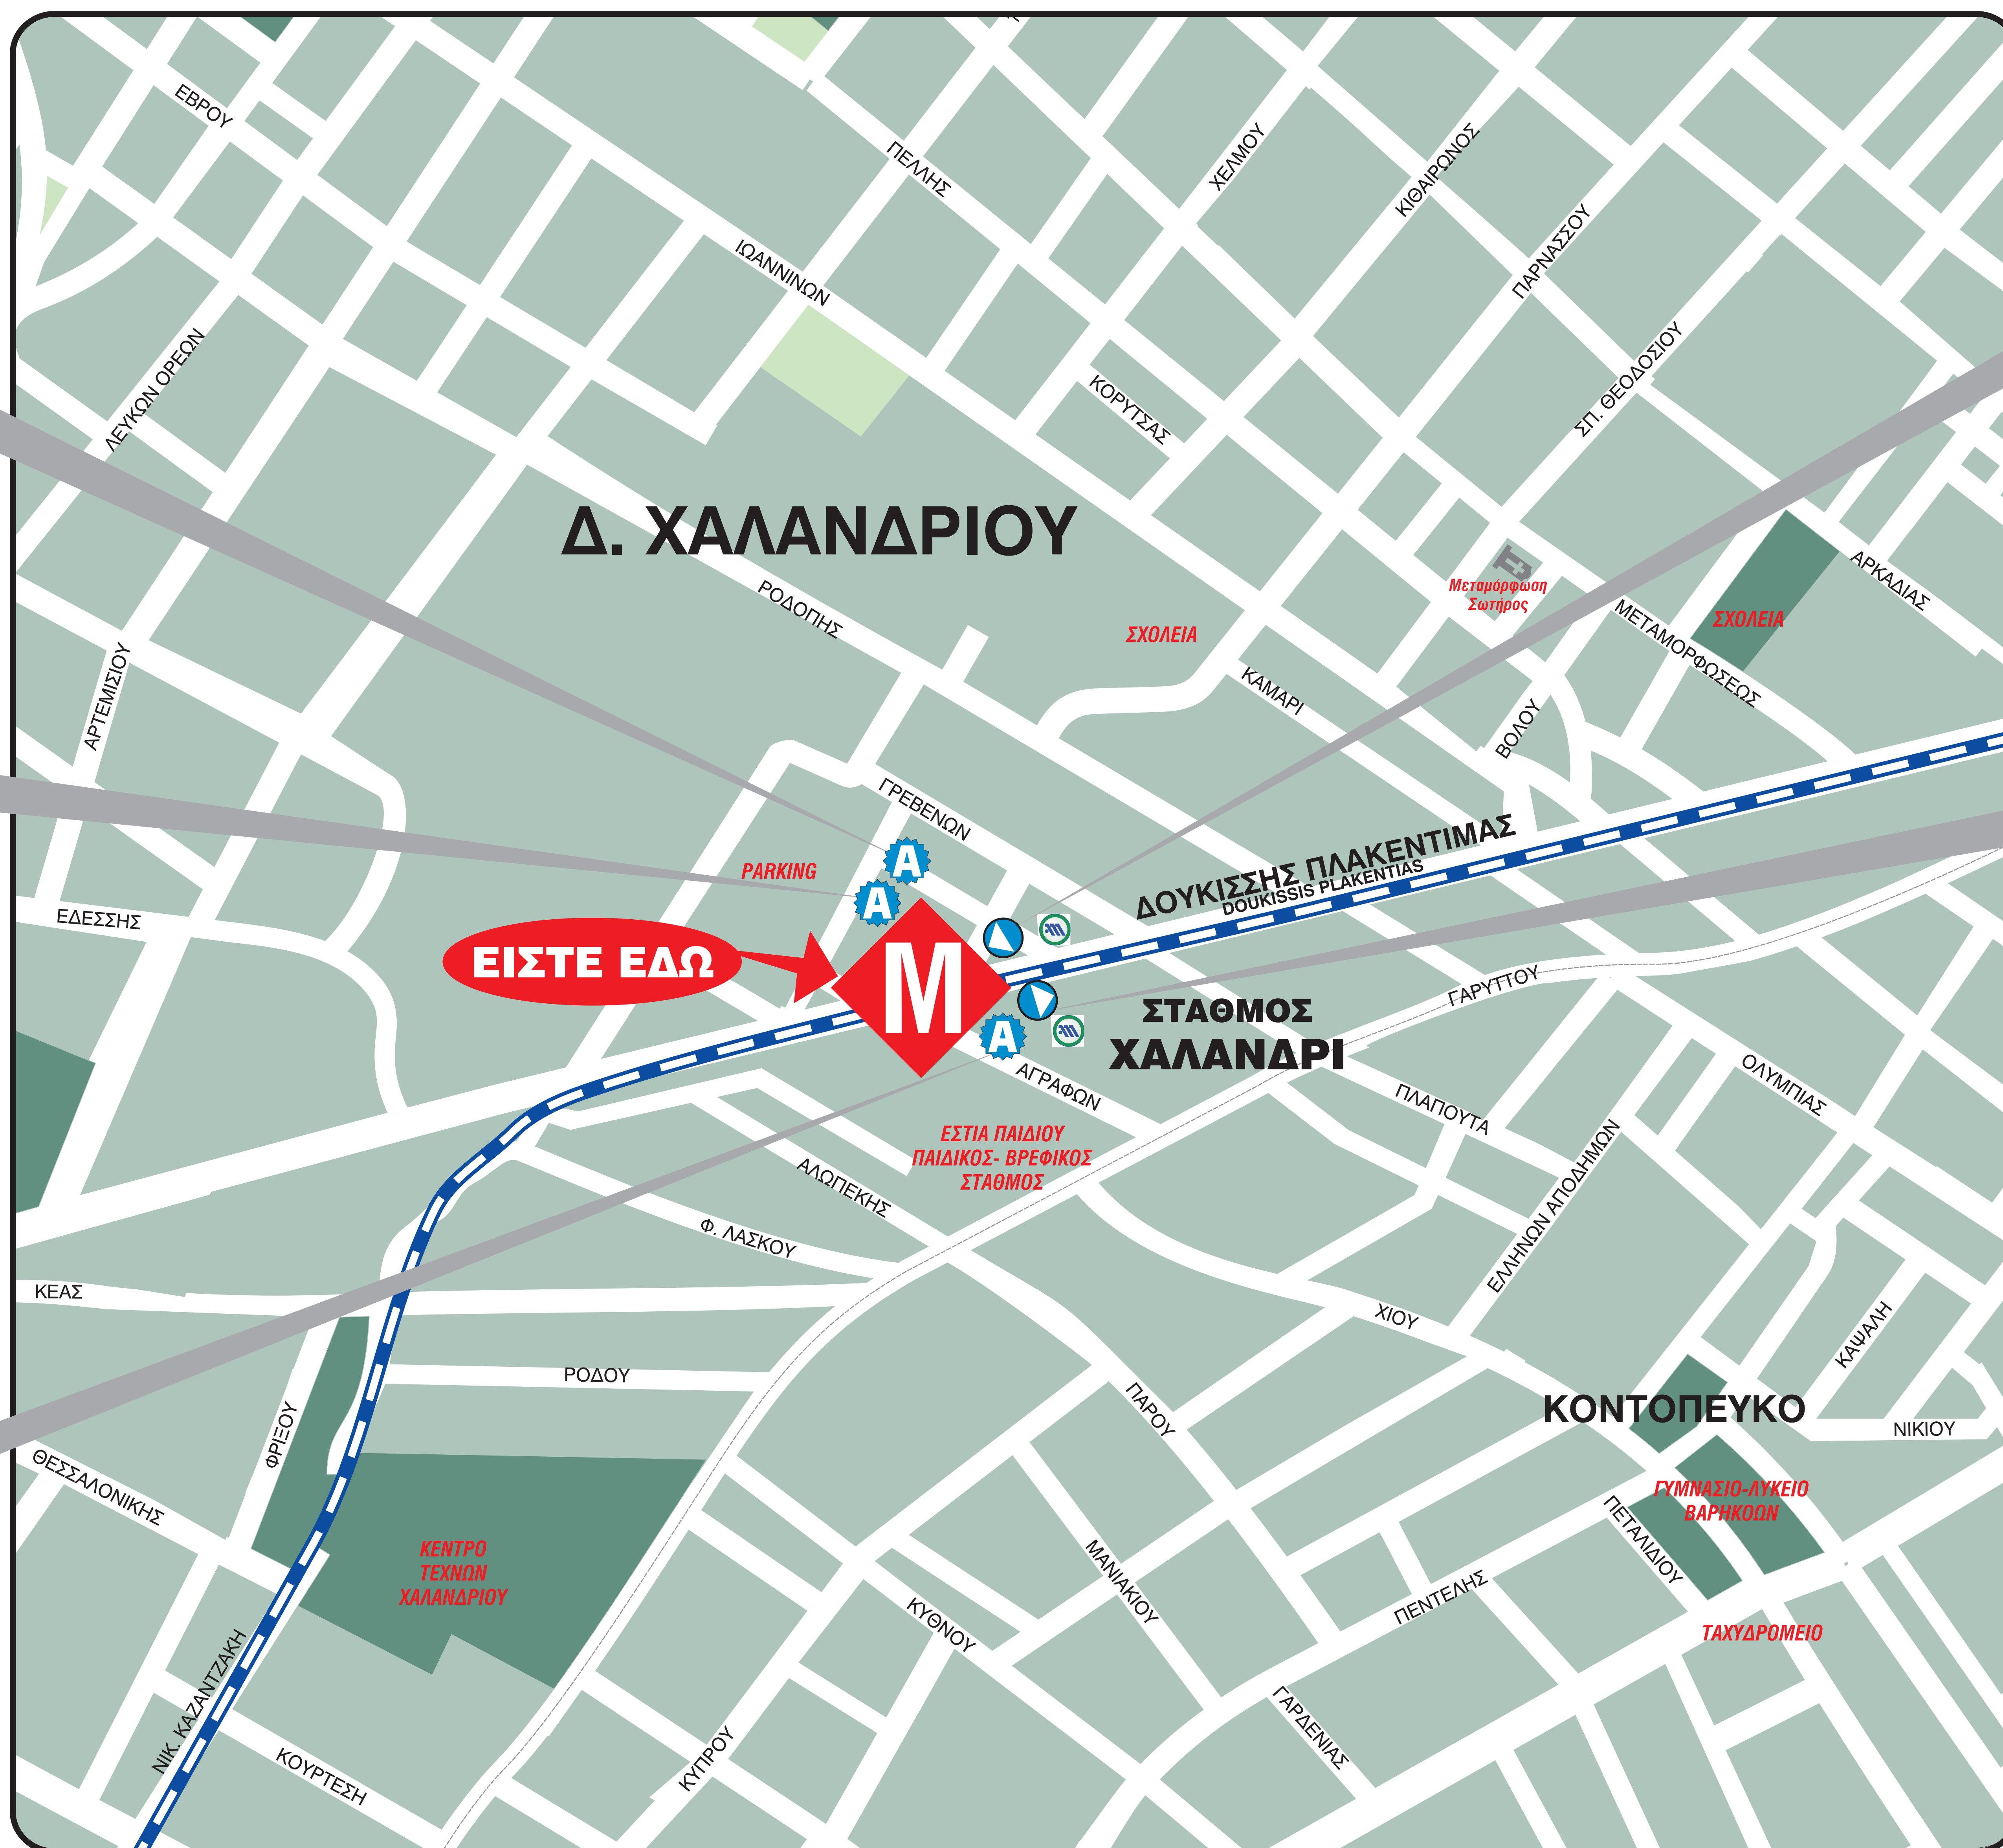 ΕΒΡΟΥ
ΠΕΛΛΗΣ
ΧΕΛΜΟΥ
ΚΙΘΑΙΡΩΝΟΣ
ΠΑΡΝΑΣΣΟΥ
ΙΩΑΝΝΙΝΩΝ
ΛΕΥΚΩΝ ΟΡΕΩΝ
ΚΟΡΥΤΣΑΣ
ΣΠ. ΘΕΟΔΟΣΙΟΥ
Δ. ΧΑΛΑΝΔΡΙΟΥ
ΡΟΔΟΠΗΣ
ΣΧΟΛΕΙΑ
Μεταμόρφωση
Σωτήρος
ΜΕΤΑΜΟΡΦΩΣΕΩΣ
ΣΧΟΛΕΙΑ
ΑΡΚΑΔΙΑΣ
ΑΡΤΕΜΙΣΙΟΥ
ΚΑΜΑΡΙ
ΒΟΛΟΥ
ΓΡΕΒΕΝΩΝ
PARKING
A
A
ΔΟΥΚΙΣΣΗΣ ΠΛΑΚΕΝΤΙΜΑΣ
DOUKISSIS PLAKENTIAS
ΕΔΕΣΣΗΣ
ΕΙΣΤΕ ΕΔΩ
M
A
ΣΤΑΘΜΟΣ
ΧΑΛΑΝΔΡΙ
ΓΑΡΥΤΤΟΥ
ΑΓΡΑΦΩΝ
ΠΛΑΠΟΥΤΑ
ΟΛΥΜΠΙΑΣ
ΕΣΤΙΑ ΠΑΙΔΙΟΥ
ΠΑΙΔΙΚΟΣ- ΒΡΕΦΙΚΟΣ
ΣΤΑΘΜΟΣ
ΑΛΩΠΕΚΗΣ
Φ. ΛΑΣΚΟΥ
ΕΛΛΗΝΩΝ ΑΠΟΔΗΜΩΝ
ΚΕΑΣ
ΧΙΟΥ
ΚΑΨΑΛΗ
ΡΟΔΟΥ
ΠΑΡΟΥ
ΚΟΝΤΟΠΕΥΚΟ
ΝΙΚΙΟΥ
ΦΡΙΞΟΥ
ΘΕΣΣΑΛΟΝΙΚΗΣ
ΓΥΜΝΑΣΙΟ-ΛΥΚΕΙΟ
ΒΑΡΗΚΟΩΝ
ΠΕΤΑΛΙΔΙΟΥ
ΚΕΝΤΡΟ
ΤΕΧΝΩΝ
ΧΑΛΑΝΔΡΙΟΥ
ΜΑΝΙΑΚΙΟΥ
ΠΕΝΤΕΛΗΣ
ΚΥΘΝΟΥ
ΤΑΧΥΔΡΟΜΕΙΟ
ΝΙΚ. ΚΑΖΑΝΤΖΑΚΗ
ΓΑΡΔΕΝΙΑΣ
ΚΥΠΡΟΥ
ΚΟΥΡΤΕΣΗ